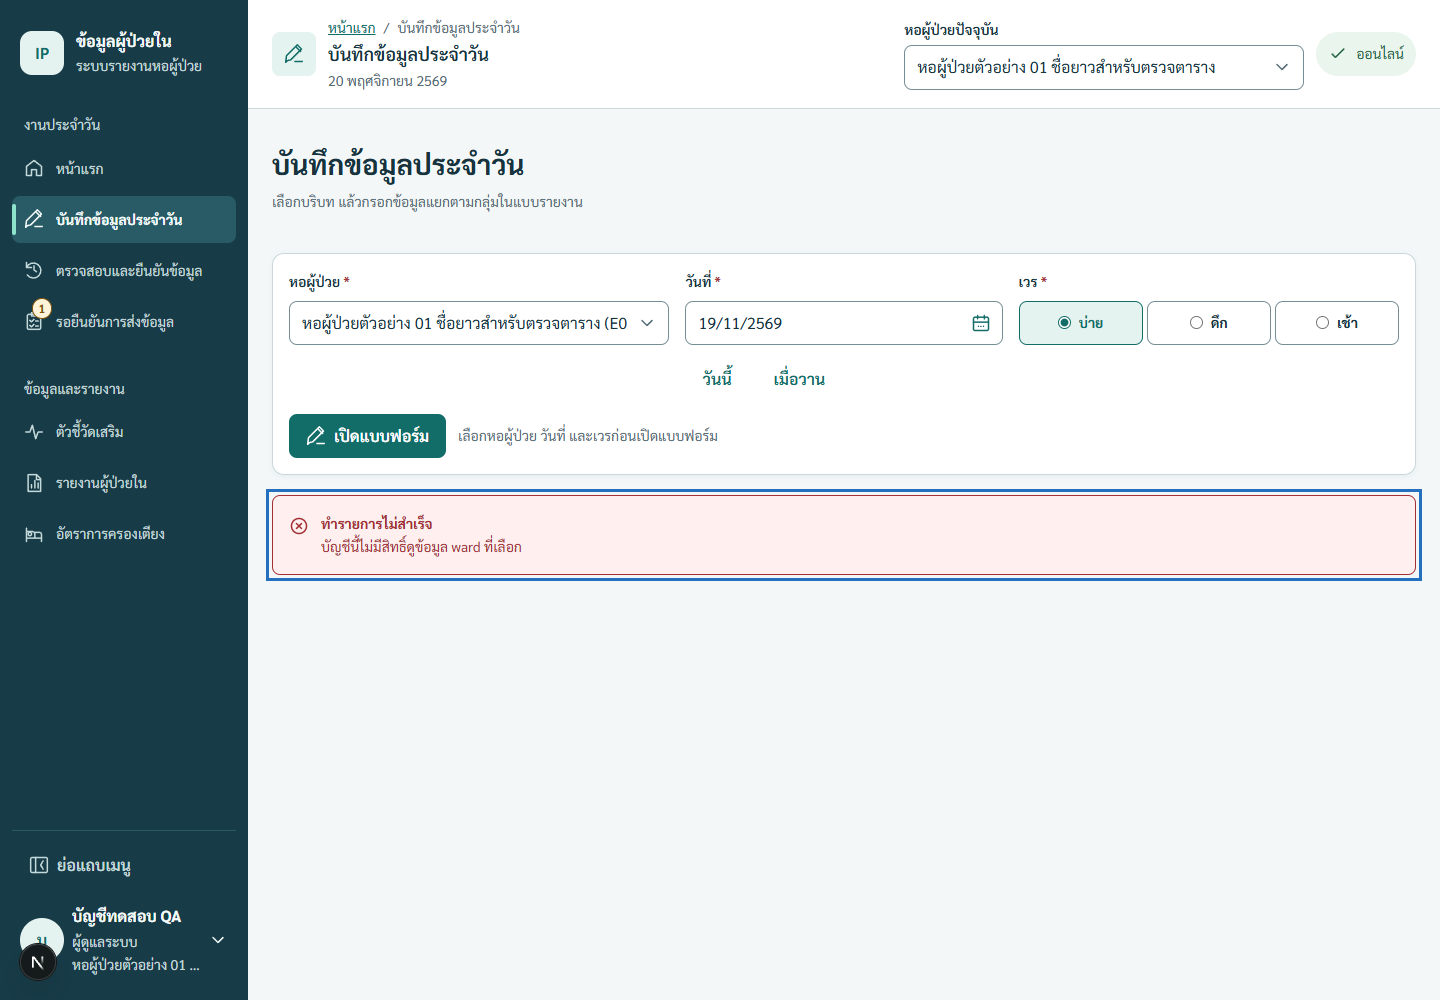 IP
ข้อมูลผู้ป่วยใน
ระบบรายงานหอผู้ป่วย
งานประจำวัน
หน้าแรก
บันทึกข้อมูลประจำวัน
ตรวจสอบและยืนยันข้อมูล
1
รอยืนยันการส่งข้อมูล
ข้อมูลและรายงาน
ตัวชี้วัดเสริม
รายงานผู้ป่วยใน
อัตราการครองเตียง
ย่อแถบเมนู
บัญชีทดสอบ QA
ผู้ดูแลระบบ
หอผู้ป่วยตัวอย่าง 01 ...
N
หน้าแรก / บันทึกข้อมูลประจำวัน
บันทึกข้อมูลประจำวัน
20 พฤศจิกายน 2569
หอผู้ป่วยปัจจุบัน
หอผู้ป่วยตัวอย่าง 01 ชื่อยาวสำหรับตรวจตาราง
ออนไลน์
บันทึกข้อมูลประจำวัน
เลือกบริบท แล้วกรอกข้อมูลแยกตามกลุ่มในแบบรายงาน
หอผู้ป่วย * วันที่ * เวร *
หอผู้ป่วยตัวอย่าง 01 ชื่อยาวสำหรับตรวจตาราง (E0 19/11/2569 บ่าย ดึก เช้า
วันนี้ เมื่อวาน
เปิดแบบฟอร์ม เลือกหอผู้ป่วย วันที่ และเวรก่อนเปิดแบบฟอร์ม
ทำรายการไม่สำเร็จ
บัญชีนี้ไม่มีสิทธิ์ดูข้อมูล ward ที่เลือก